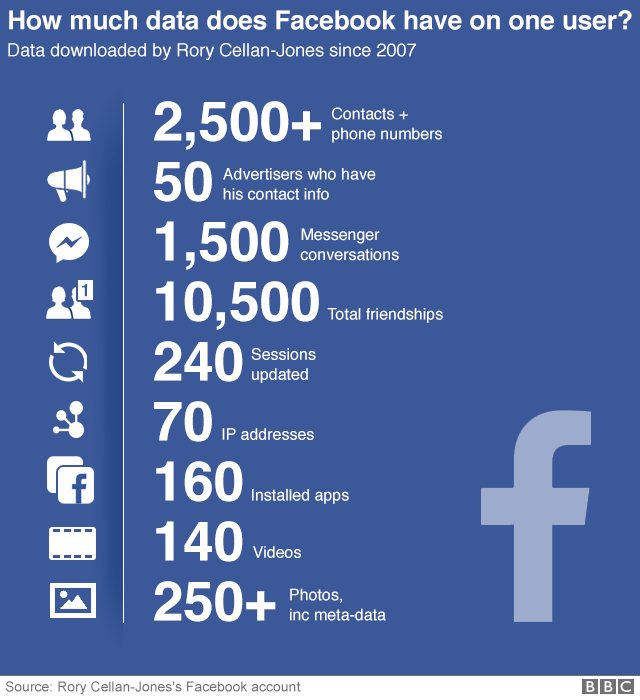 How much data does Facebook have on one user?
Data downloaded by Rory Cellan-Jones since 2007
2,500+ Contacts +
phone numbers
50 Advertisers who have
his contact info
1,500 Messenger
conversations
1
10,500 Total friendships
240 Sessions
updated
70 IP addresses
f
160 Installed apps
140 Videos
250+ Photos,
inc meta-data
f
Source: Rory Cellan-Jones's Facebook account
BBC